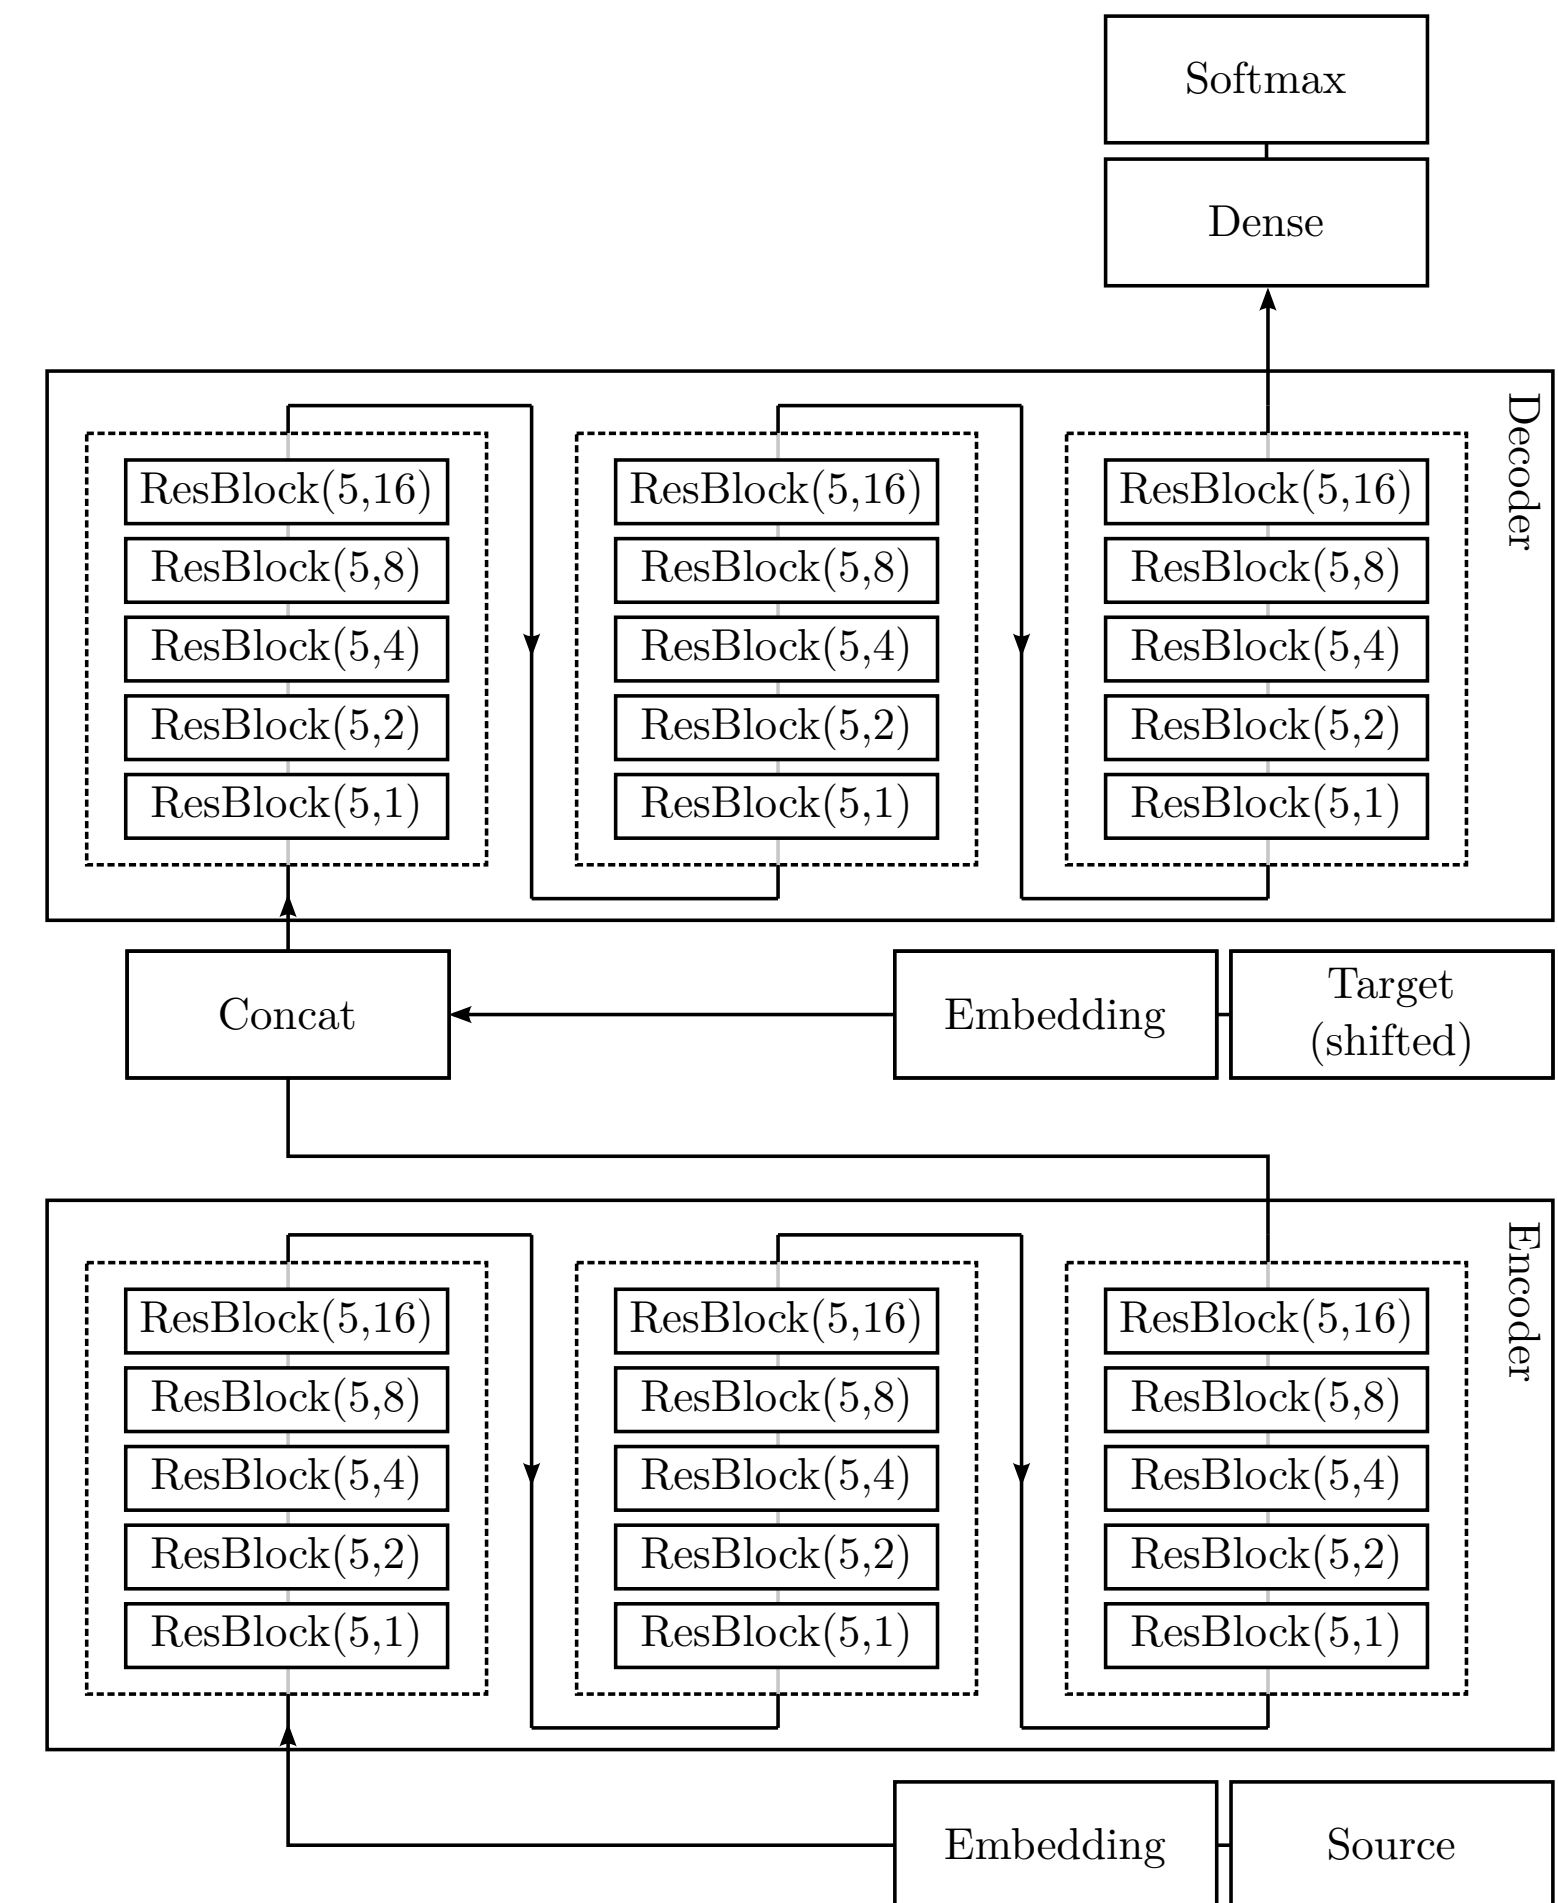 Softmax
Dense
Decoder
ResBlock(5,16)
ResBlock(5,8)
ResBlock(5,4)
ResBlock(5,2)
ResBlock(5,1)
ResBlock(5,16)
ResBlock(5,8)
ResBlock(5,4)
ResBlock(5,2)
ResBlock(5,1)
ResBlock(5,16)
ResBlock(5,8)
ResBlock(5,4)
ResBlock(5,2)
ResBlock(5,1)
Concat
Embedding
Target
(shifted)
Encoder
ResBlock(5,16)
ResBlock(5,8)
ResBlock(5,4)
ResBlock(5,2)
ResBlock(5,1)
ResBlock(5,16)
ResBlock(5,8)
ResBlock(5,4)
ResBlock(5,2)
ResBlock(5,1)
ResBlock(5,16)
ResBlock(5,8)
ResBlock(5,4)
ResBlock(5,2)
ResBlock(5,1)
Embedding
Source